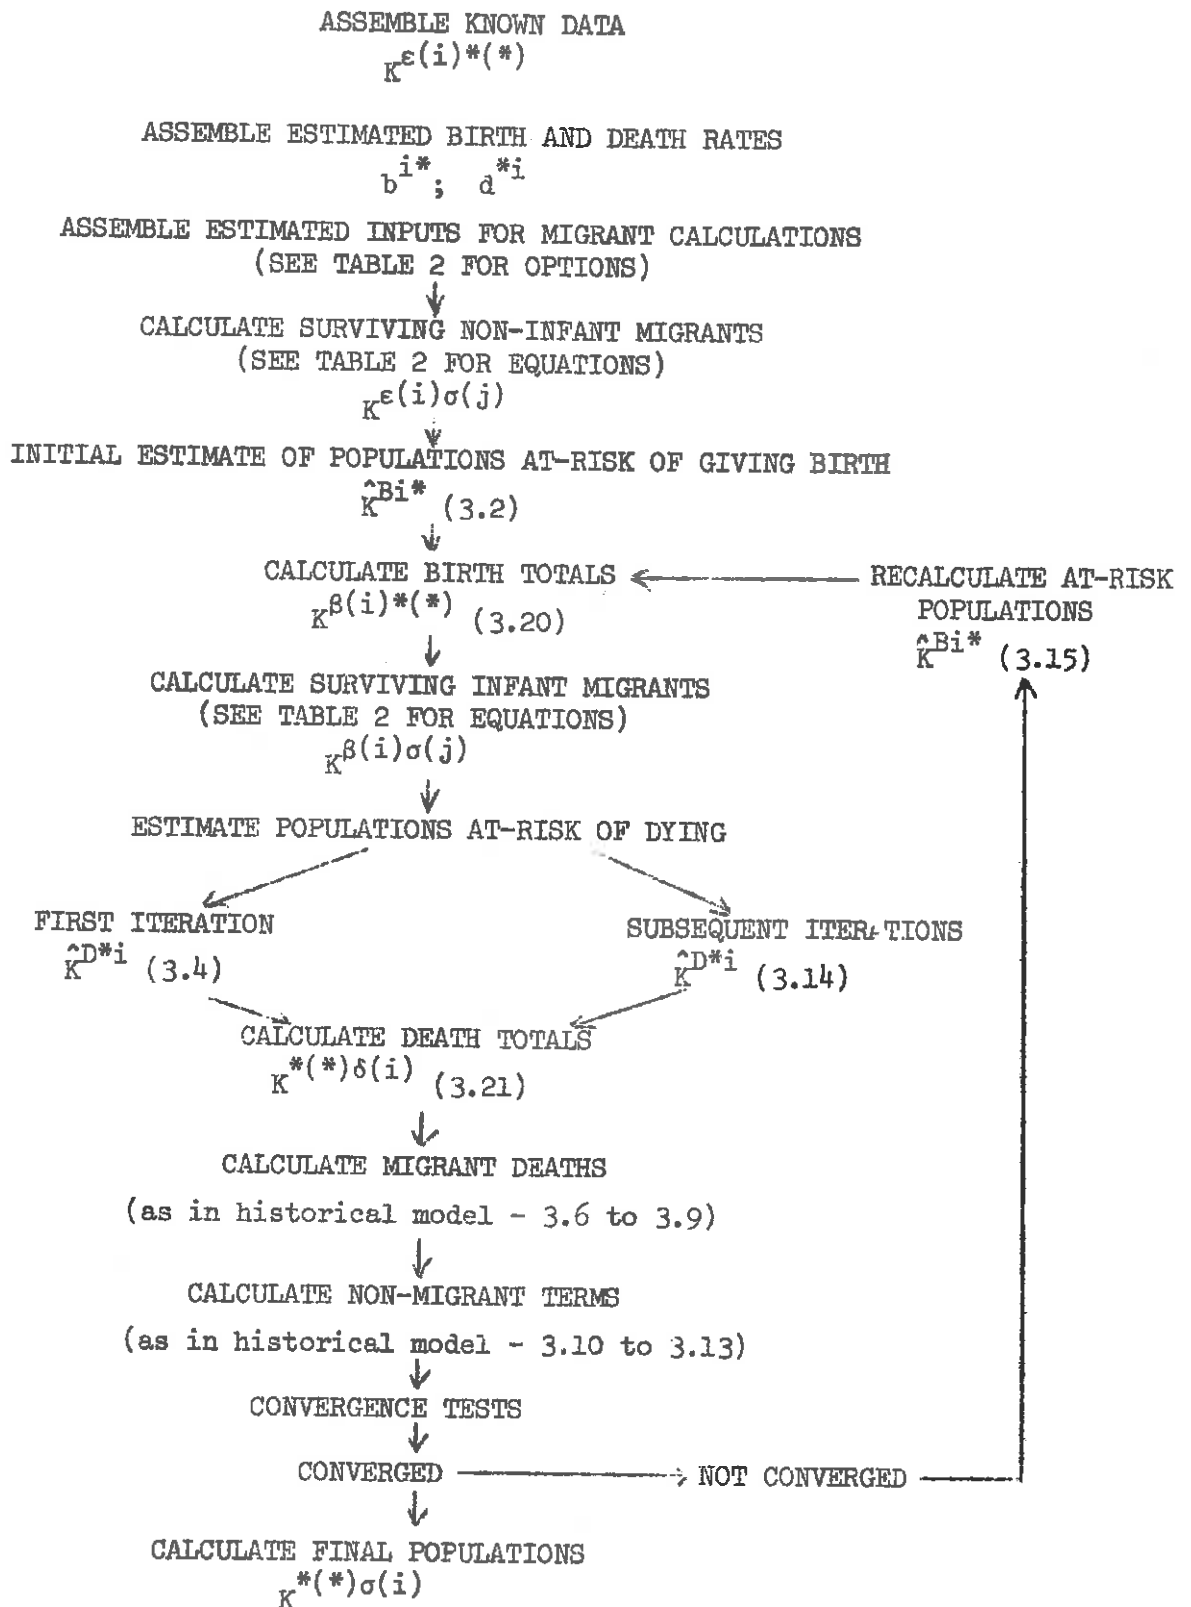 ASSEMBLE KNOWN DATA
K^ε(i)*(*)
ASSEMBLE ESTIMATED BIRTH AND DEATH RATES
b^i*; d^*i
ASSEMBLE ESTIMATED INPUTS FOR MIGRANT CALCULATIONS
(SEE TABLE 2 FOR OPTIONS)
CALCULATE SURVIVING NON-INFANT MIGRANTS
(SEE TABLE 2 FOR EQUATIONS)
K^ε(i)σ(j)
INITIAL ESTIMATE OF POPULATIONS AT-RISK OF GIVING BIRTH
K̂^Bi* (3.2)
CALCULATE BIRTH TOTALS
K^β(i)*(*) (3.20)
RECALCULATE AT-RISK
POPULATIONS
K̂^Bi* (3.15)
CALCULATE SURVIVING INFANT MIGRANTS
(SEE TABLE 2 FOR EQUATIONS)
K^β(i)σ(j)
ESTIMATE POPULATIONS AT-RISK OF DYING
FIRST ITERATION
K̂^D*i (3.4)
SUBSEQUENT ITERATIONS
K̂^D*i (3.14)
CALCULATE DEATH TOTALS
K^*(*)δ(i) (3.21)
CALCULATE MIGRANT DEATHS
(as in historical model - 3.6 to 3.9)
CALCULATE NON-MIGRANT TERMS
(as in historical model - 3.10 to 3.13)
CONVERGENCE TESTS
CONVERGED
NOT CONVERGED
CALCULATE FINAL POPULATIONS
K^*(*)σ(i)